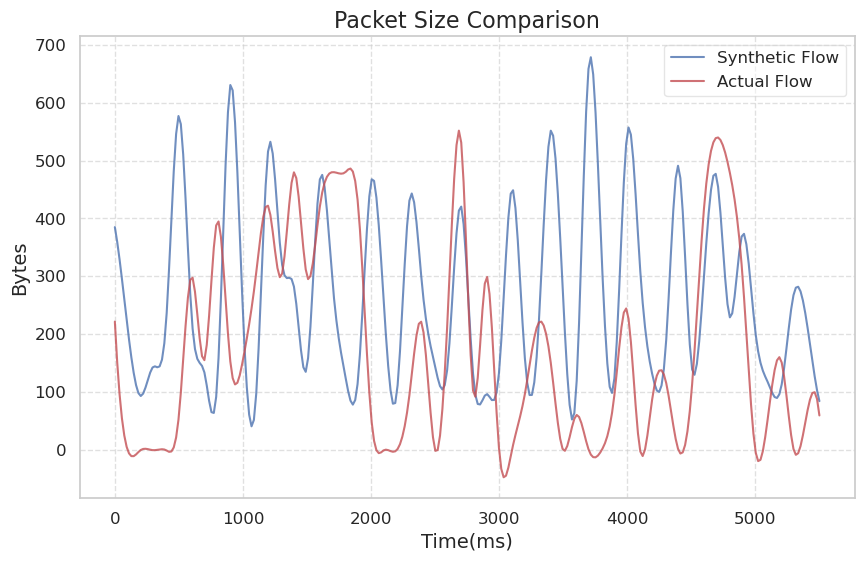 Packet Size Comparison
Synthetic Flow
Actual Flow
Bytes
700
600
500
400
300
200
100
0
0 1000 2000 3000 4000 5000
Time(ms)